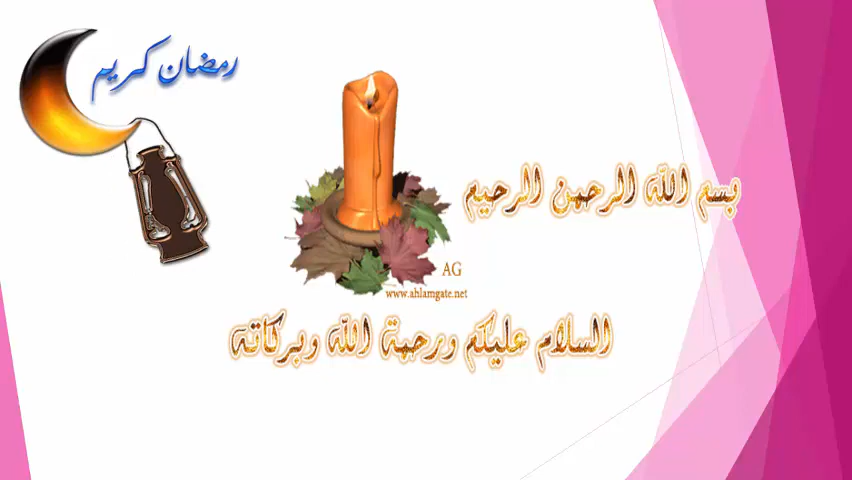 رمضان كريم
بسم الله الرحمن الرحيم
AG
www.ahlamgate.net
السلام عليكم ورحمة الله وبركاته